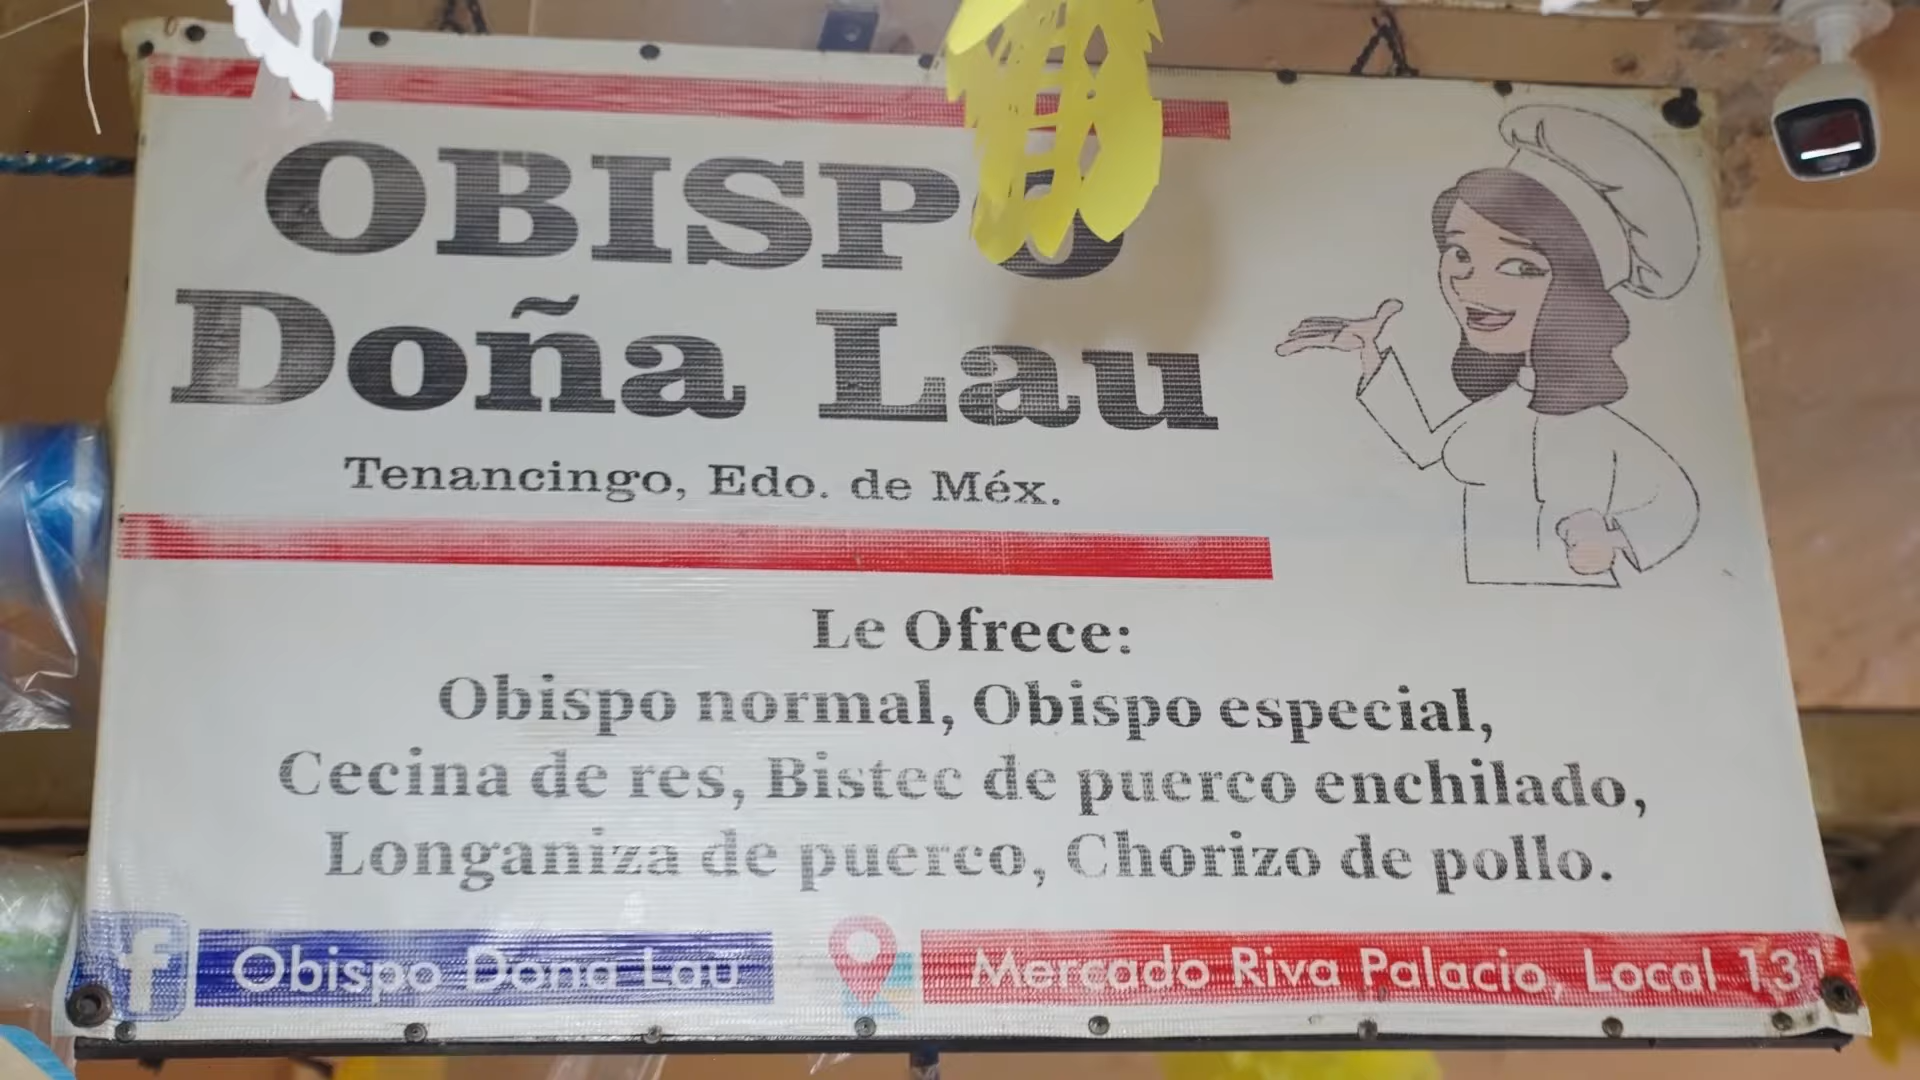 OBISPO
Doña Lau
Tenancingo, Edo. de Méx.
Le Ofrece:
Obispo normal, Obispo especial,
Cecina de res, Bistec de puerco enchilado,
Longaniza de puerco, Chorizo de pollo.
f Obispo Dona Lau
Mercado Riva Palacio, Local 131